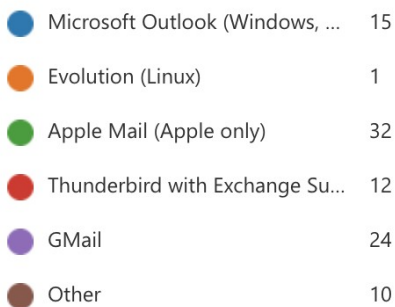 Microsoft Outlook (Windows, ... 15
Evolution (Linux) 1
Apple Mail (Apple only) 32
Thunderbird with Exchange Su... 12
GMail 24
Other 10